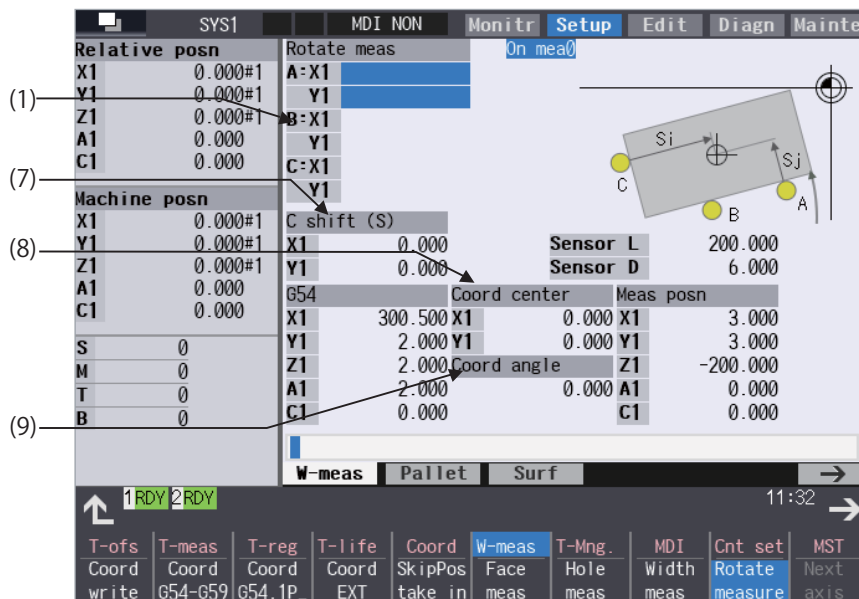 SYS1 MDI NON Monitr Setup Edit Diagn Mainte
Relative posn
X1 0.000#1
Y1 0.000#1
Z1 0.000#1
A1 0.000
C1 0.000
Machine posn
X1 0.000#1
Y1 0.000#1
Z1 0.000#1
A1 0.000
C1 0.000
S 0
M 0
T 0
B 0
(1)
(7)
(8)
(9)
Rotate meas On mea0
A=X1
Y1
B=X1
Y1
C=X1
Y1
Si
Sj
C
B
A
C shift (S)
X1 0.000 Sensor L 200.000
Y1 0.000 Sensor D 6.000
G54 Coord center Meas posn
X1 300.500 X1 0.000 X1 3.000
Y1 2.000 Y1 0.000 Y1 3.000
Z1 2.000 Coord angle Z1 -200.000
A1 2.000 0.000 A1 0.000
C1 0.000 C1 0.000
W-meas Pallet Surf
1 RDY 2 RDY 11:32
T-ofs T-meas T-reg T-life Coord W-meas T-Mng. MDI Cnt set MST
Coord Coord Coord Coord SkipPos Face Hole Width Rotate Next
write G54-G59 G54.1P_ EXT take in meas meas meas measure axis